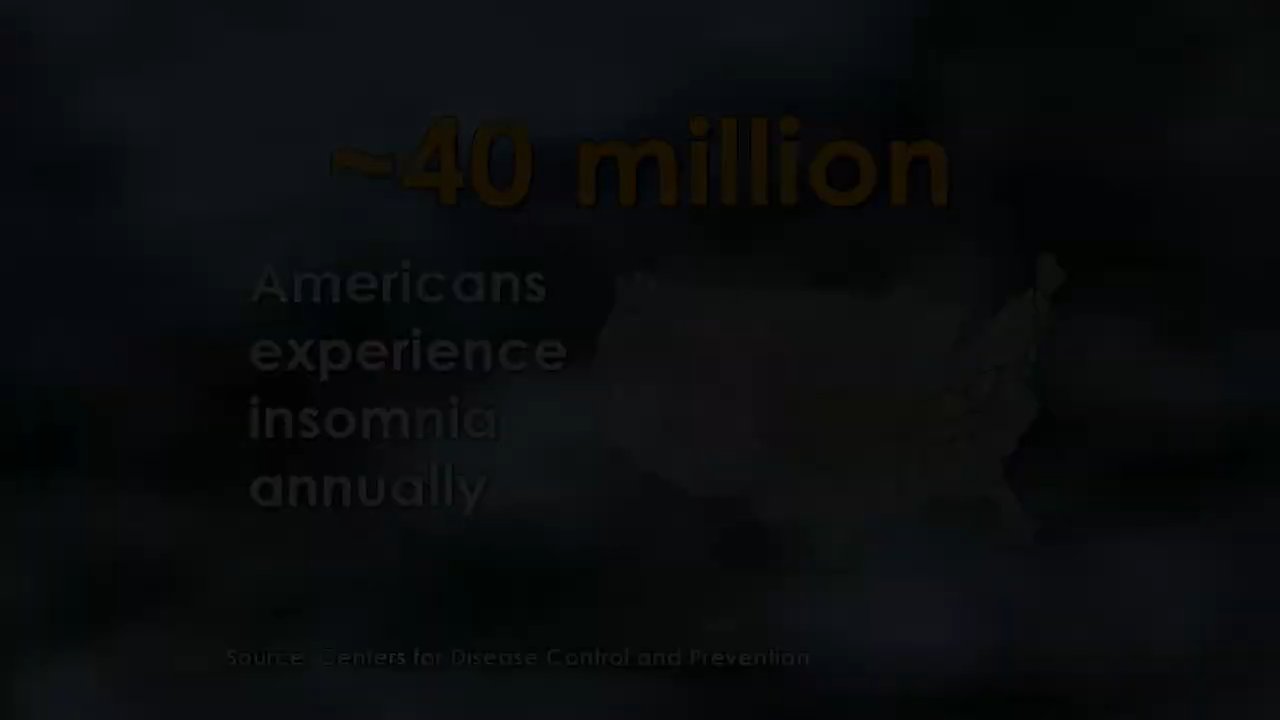 ~40 million
Americans
experience
insomnia
annually
Source: Centers for Disease Control and Prevention